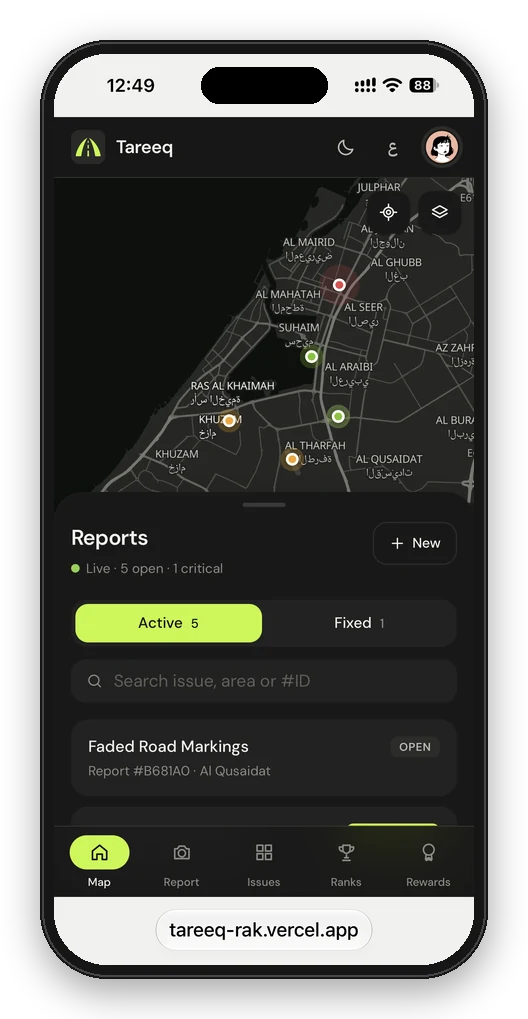 12:49
88
Tareeq
ع
JULPHAR
E6
AL MAIRID
المعيريض
الجولان
AL GHUBB
الغب
AL MAHATAH
المحطة
AL SEER
الصير
SUHAIM
سحيم
AZ ZAHR
AL ARAIBI
العريبي
RAS AL KHAIMAH
رأس الخيمة
KHUZAM
خزام
AL BURA
AL THARFAH
الطرفة
KHUZAM
خزام
AL QUSAIDAT
القسيدات
Reports
+ New
Live · 5 open · 1 critical
Active 5
Fixed 1
Search issue, area or #ID
Faded Road Markings
OPEN
Report #B681A0 · Al Qusaidat
Map
Report
Issues
Ranks
Rewards
tareeq-rak.vercel.app